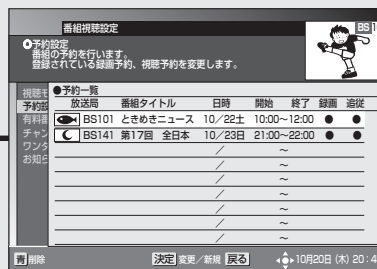 番組視聴設定
BS 1
予約設定
番組の予約を行います。
登録されている録画予約、視聴予約を変更します。
視聴モ
予約設
有料番
チャン
ワンタ
お知ら
●予約一覧
放送局 番組タイトル 日時 開始 終了 録画 追従
BS101 ときめきニュース 10／22土 10:00～12:00 ● ●
BS141 第17回 全日本 10／23日 21:00～22:00 ● ●
／ ～
／ ～
／ ～
／ ～
／ ～
／ ～
青 削除 決定 変更／新規 戻る 10月20日 (木) 20：4